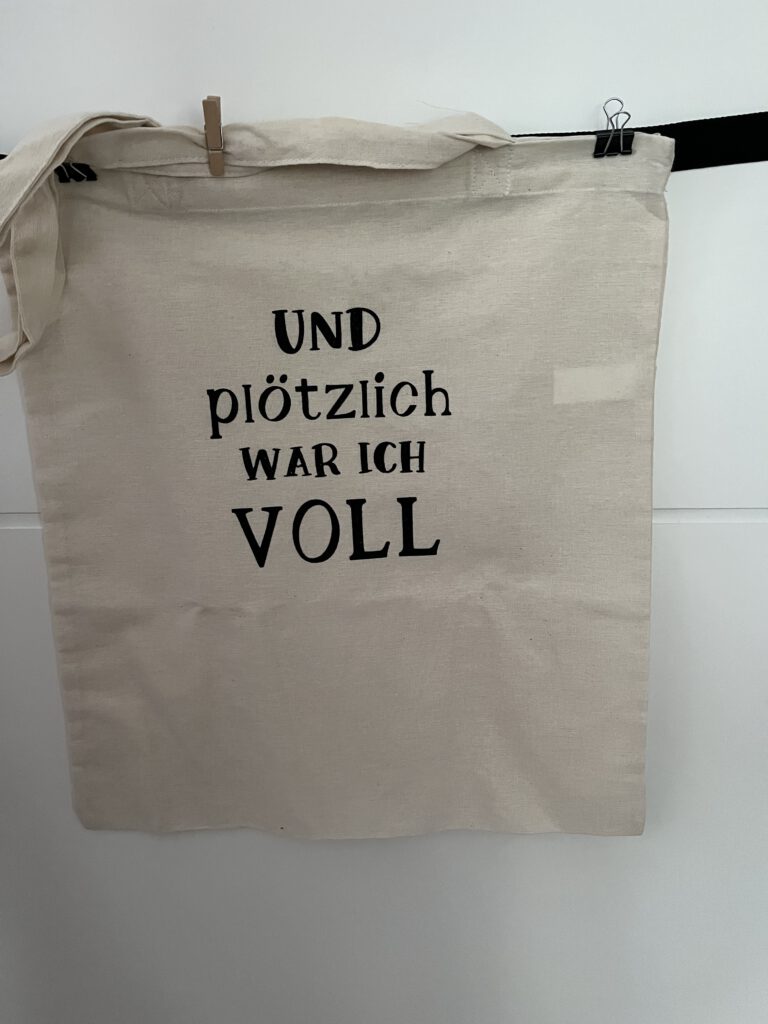 UND
plötzlich
WAR ICH
VOLL